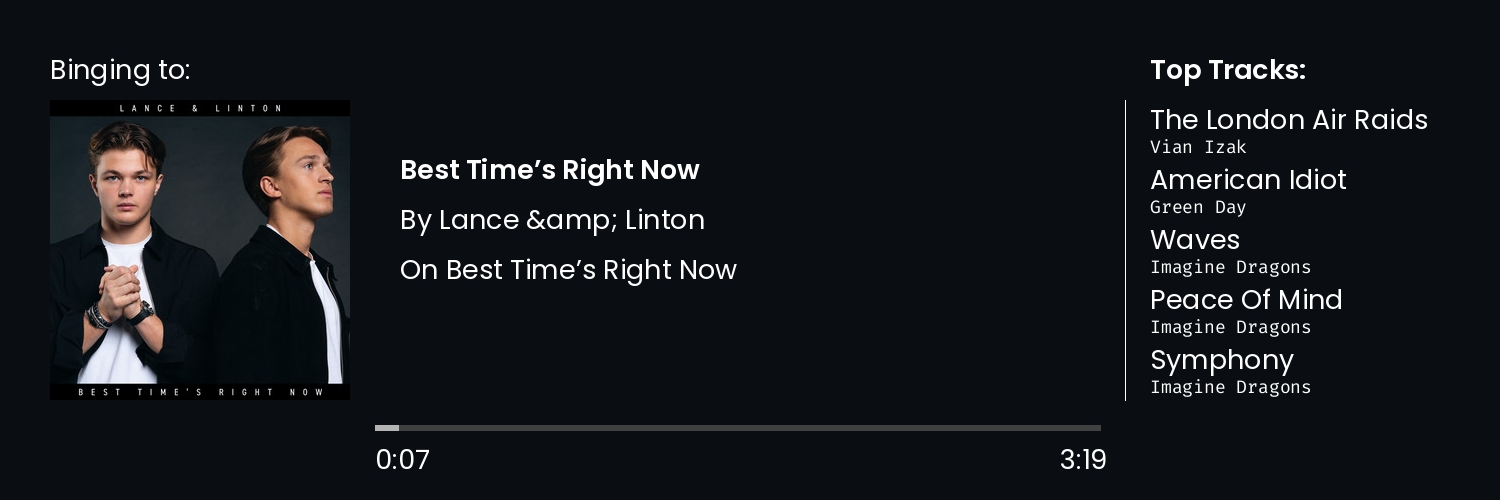 Binging to:
LANCE & LINTON
BEST TIME'S RIGHT NOW
Best Time’s Right Now
By Lance &amp; Linton
On Best Time’s Right Now
0:07
3:19
Top Tracks:
The London Air Raids
Vian Izak
American Idiot
Green Day
Waves
Imagine Dragons
Peace Of Mind
Imagine Dragons
Symphony
Imagine Dragons